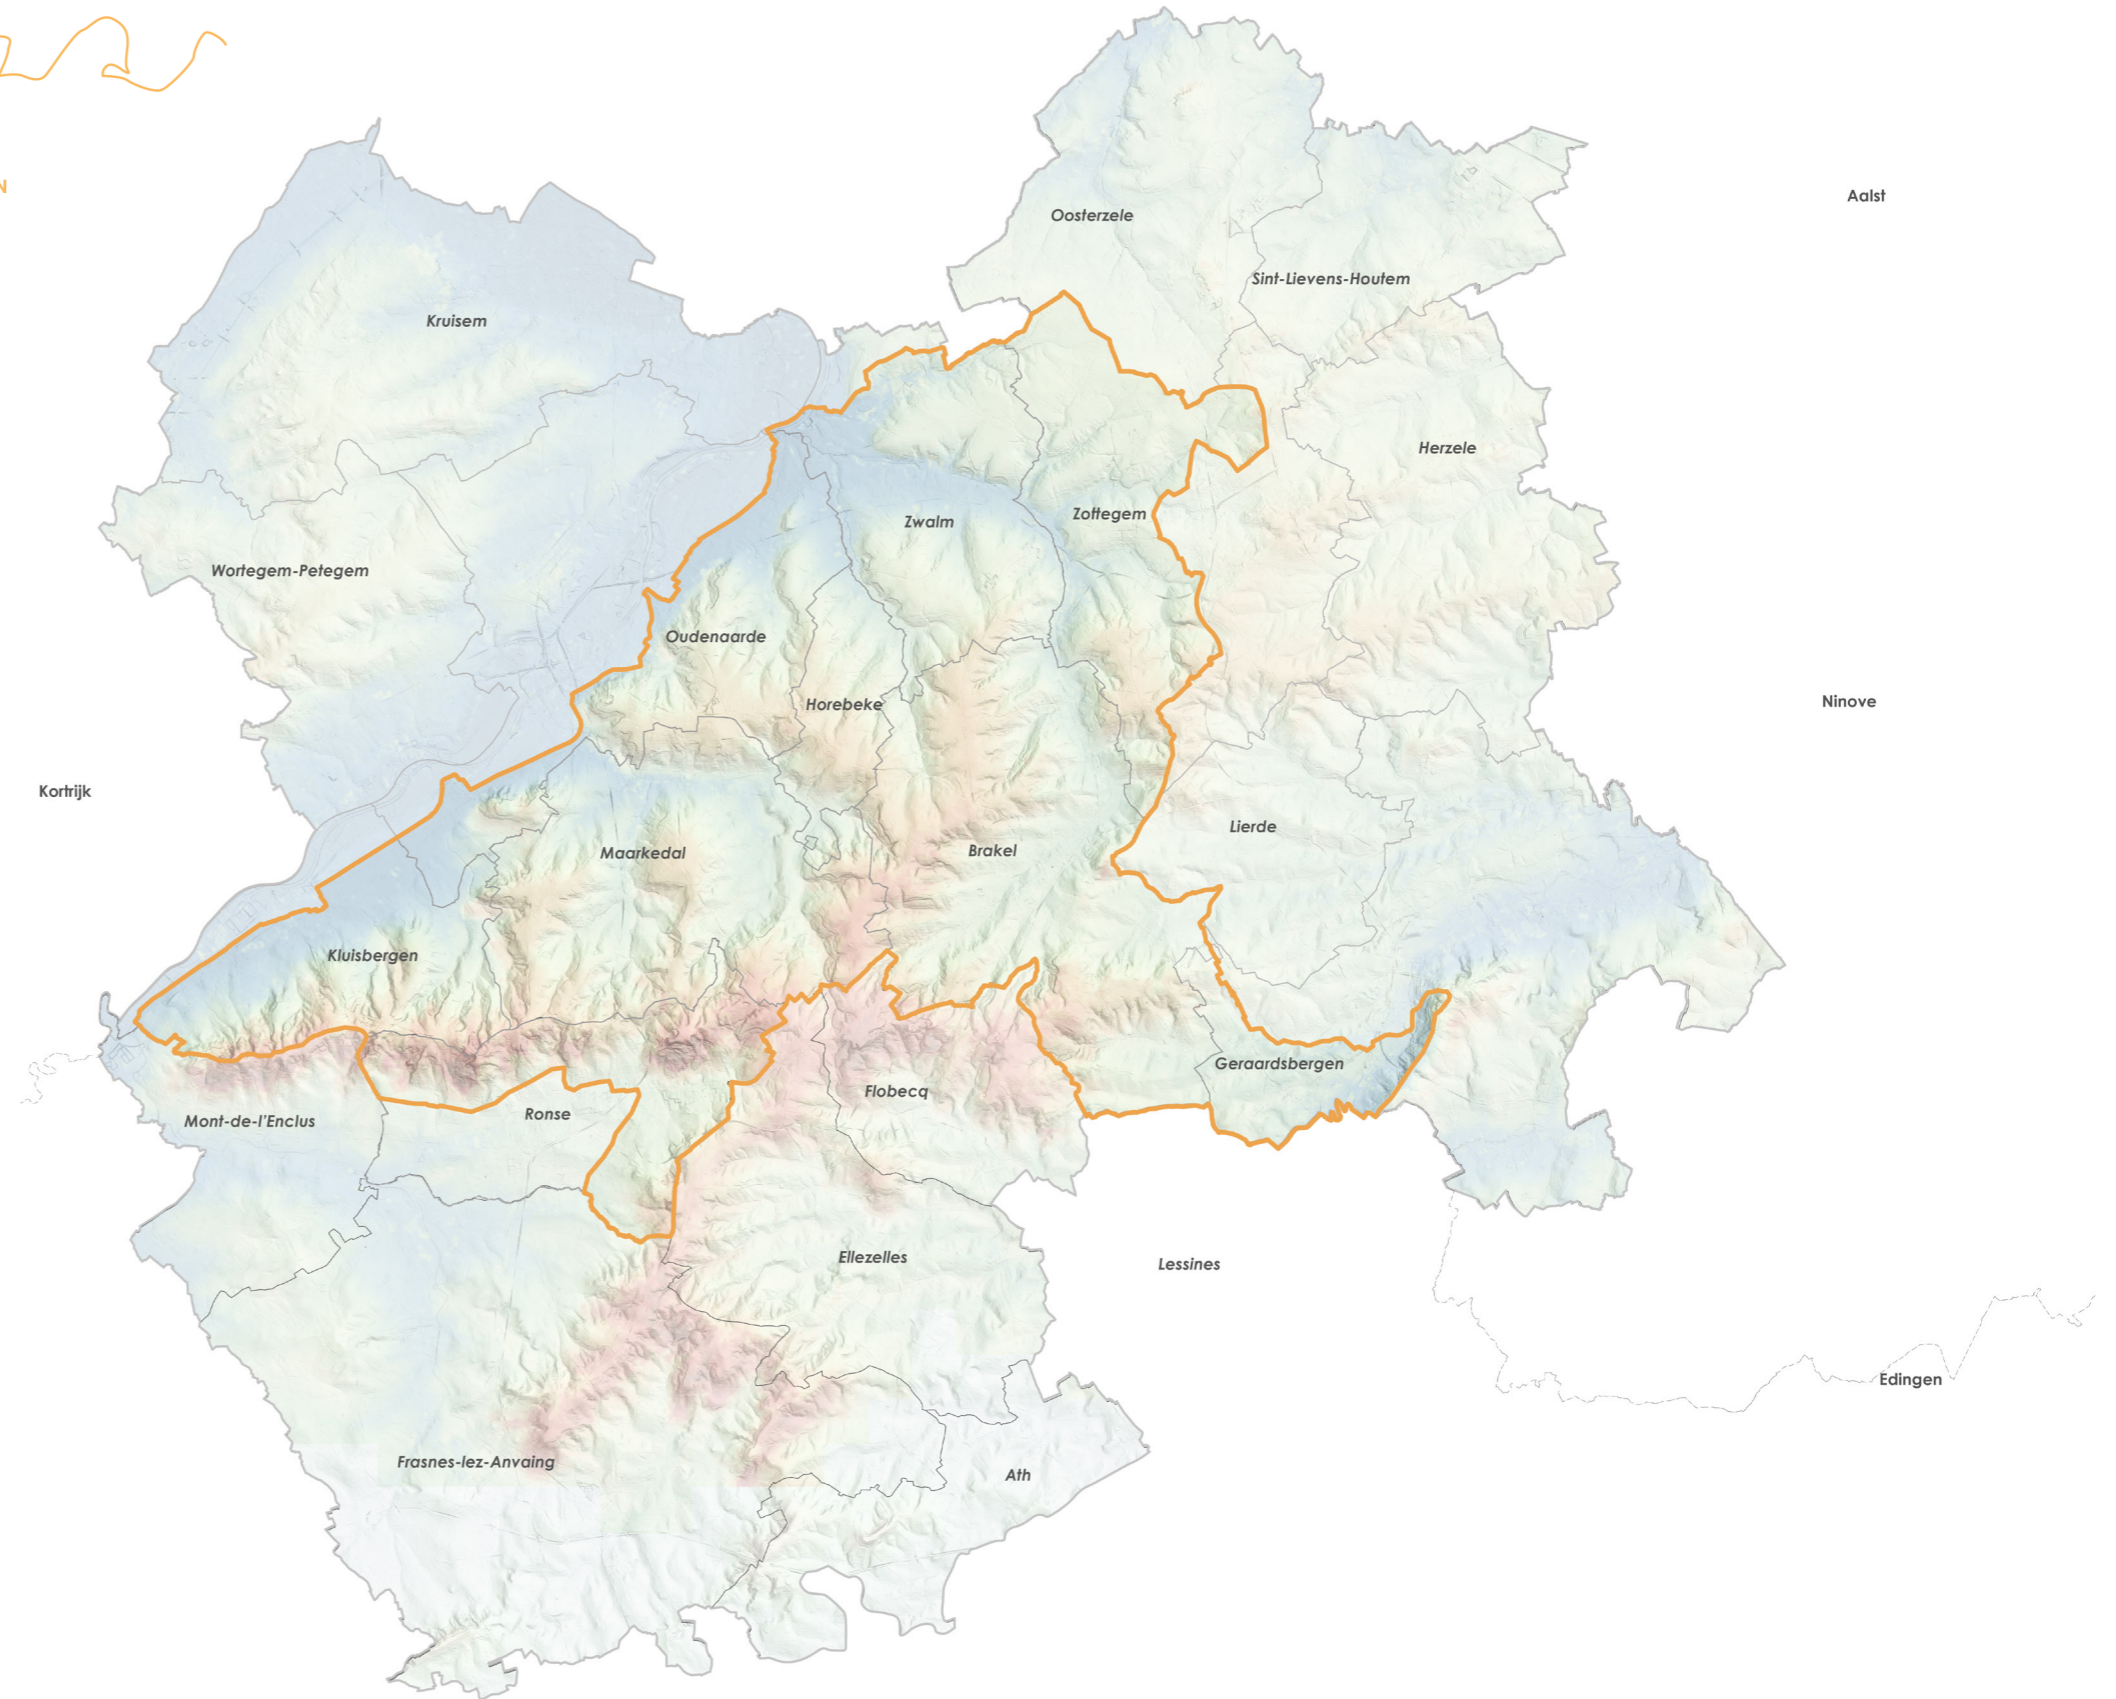 N
Aalst
Oosterzele
Sint-Lievens-Houtem
Kruisem
Herzele
Zwalm
Zottegem
Wortegem-Petegem
Oudenaarde
Horebeke
Ninove
Kortrijk
Lierde
Maarkedal
Brakel
Kluisbergen
Geraardsbergen
Flobecq
Ronse
Mont-de-l'Enclus
Ellezelles
Lessines
Edingen
Frasnes-lez-Anvaing
Ath